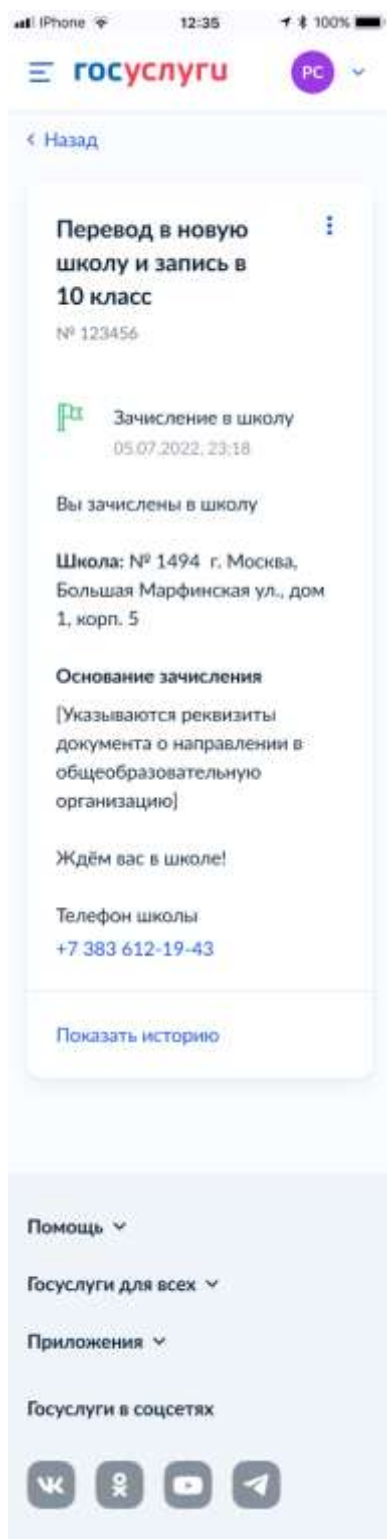 iPhone 12:35 100%
госуслуги РС
Назад
Перевод в новую
школу и запись в
10 класс
№ 123456
Зачисление в школу
05.07.2022, 23:18
Вы зачислены в школу
Школа: № 1494 г. Москва,
Большая Марфинская ул., дом
1, корп. 5
Основание зачисления
[Указываются реквизиты
документа о направлении в
общеобразовательную
организацию]
Ждём вас в школе!
Телефон школы
+7 383 612-19-43
Показать историю
Помощь
Госуслуги для всех
Приложения
Госуслуги в соцсетях